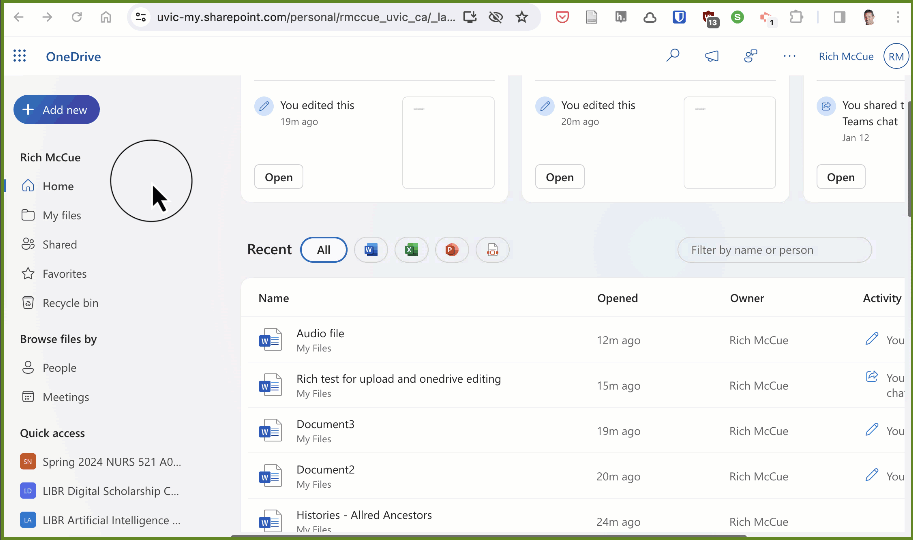 uvic-my.sharepoint.com/personal/rmccue_uvic_ca/_la...
13
S
1
OneDrive
...
Rich McCue
RM
+ Add new
Rich McCue
Home
My files
Shared
Favorites
Recycle bin
Browse files by
People
Meetings
Quick access
SN Spring 2024 NURS 521 A0...
LD LIBR Digital Scholarship C...
LA LIBR Artificial Intelligence ...
You edited this
19m ago
Open
You edited this
20m ago
Open
You shared t
Teams chat
Jan 12
Open
Recent
All
Filter by name or person
Name Opened Owner Activity
Audio file
My Files
12m ago Rich McCue You
Rich test for upload and onedrive editing
My Files
15m ago Rich McCue You
cha
Document3
My Files
19m ago Rich McCue You
Document2
My Files
20m ago Rich McCue You
Histories - Allred Ancestors
My Files
24m ago Rich McCue